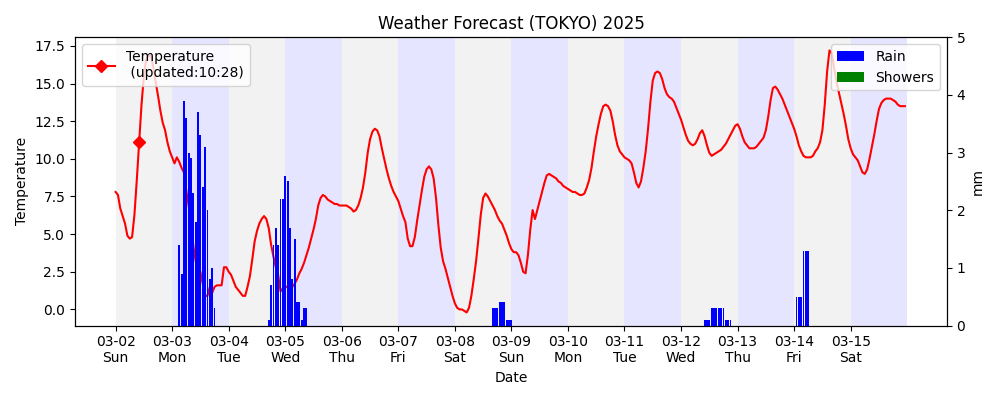 Weather Forecast (TOKYO) 2025
Temperature
(updated:10:28)
Rain
Showers
17.5
15.0
12.5
10.0
7.5
5.0
2.5
0.0
Temperature
5
4
3
2
1
0
mm
03-02 03-03 03-04 03-05 03-06 03-07 03-08 03-09 03-10 03-11 03-12 03-13 03-14 03-15
Sun Mon Tue Wed Thu Fri Sat Sun Mon Tue Wed Thu Fri Sat
Date